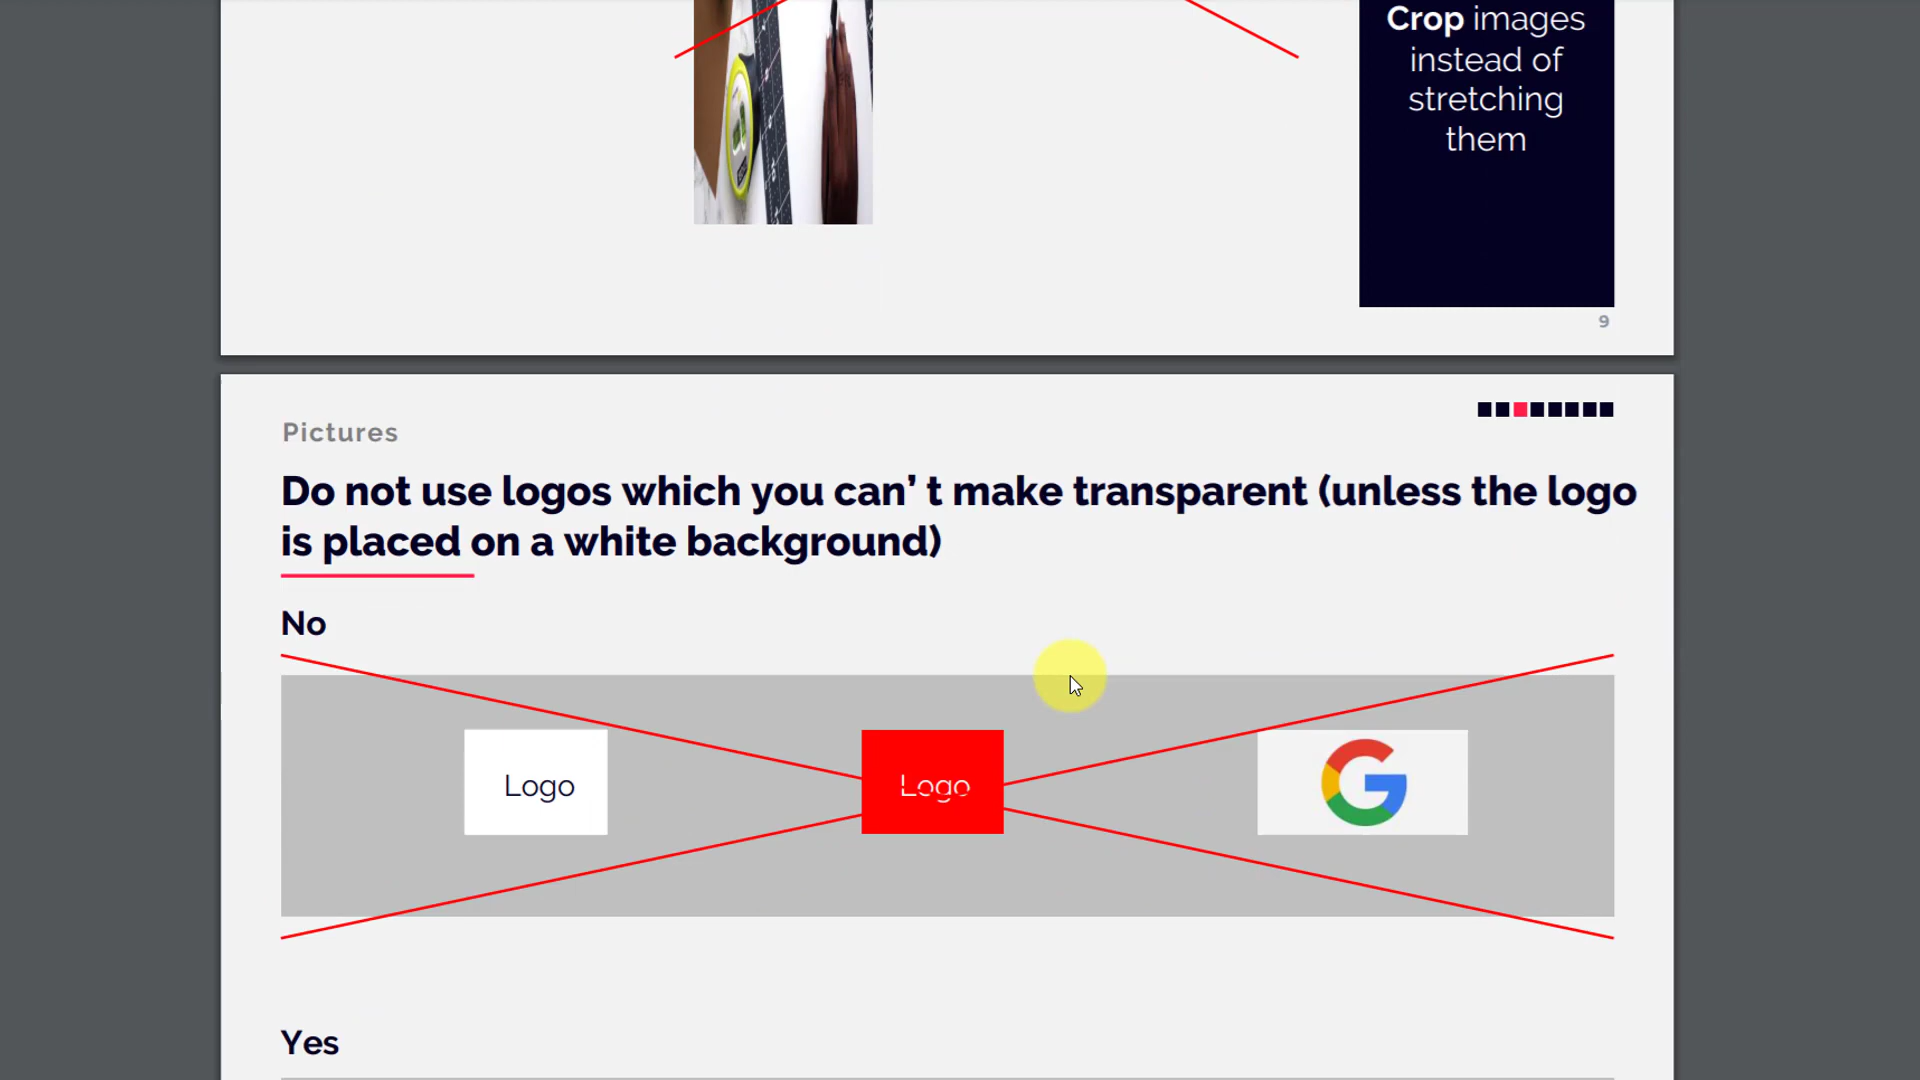 Crop images
instead of
stretching
them
9
Pictures
Do not use logos which you can’ t make transparent (unless the logo
is placed on a white background)
No
Logo
Logo
Yes